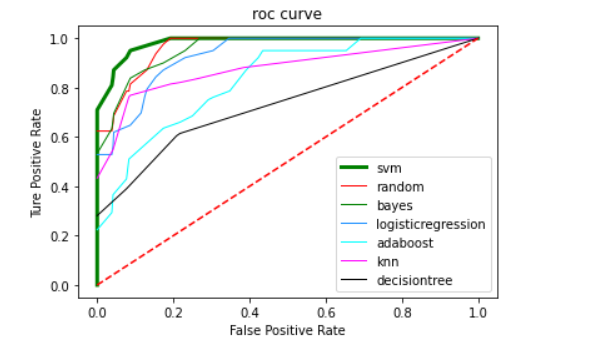 roc curve
1.0
0.8
0.6
0.4
0.2
0.0
Ture Positive Rate
svm
random
bayes
logisticregression
adaboost
knn
decisiontree
0.0 0.2 0.4 0.6 0.8 1.0
False Positive Rate